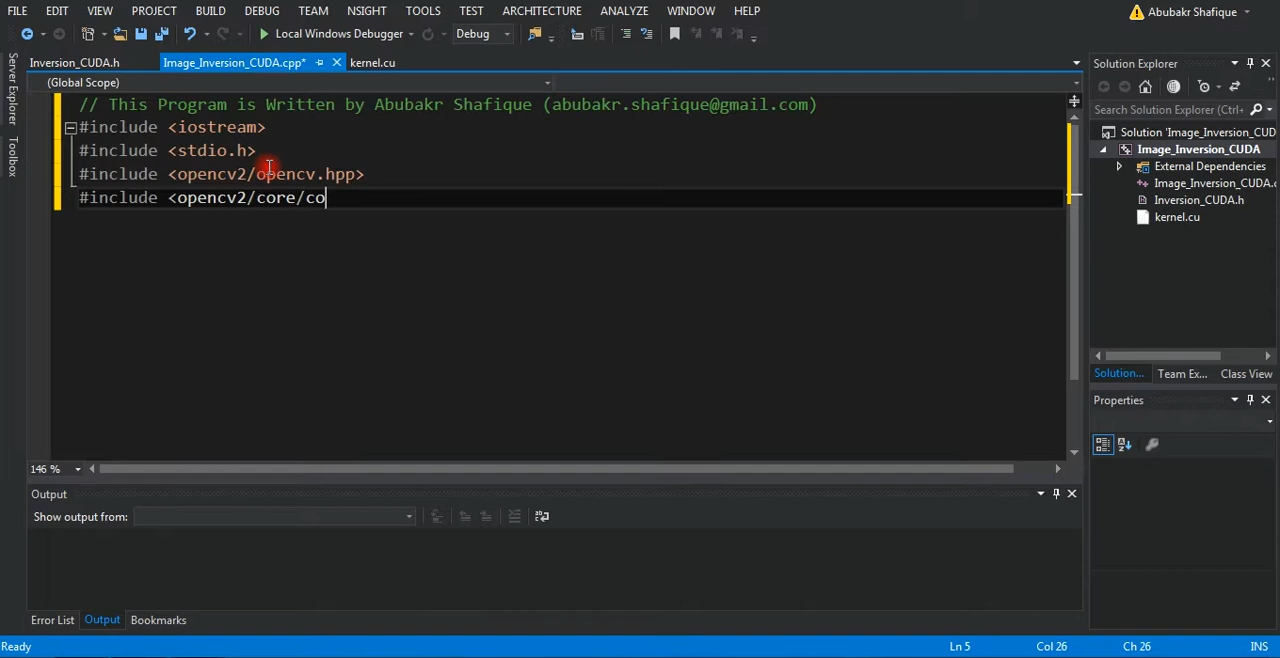 FILE EDIT VIEW PROJECT BUILD DEBUG TEAM NSIGHT TOOLS TEST ARCHITECTURE ANALYZE WINDOW HELP Abubakr Shafique
Local Windows Debugger Debug
Server Explorer
Toolbox
Inversion_CUDA.h Image_Inversion_CUDA.cpp* kernel.cu
(Global Scope)
// This Program is Written by Abubakr Shafique (abubakr.shafique@gmail.com)
#include <iostream>
#include <stdio.h>
#include <opencv2/opencv.hpp>
#include <opencv2/core/co
146 %
Solution Explorer
Search Solution Explorer (Ctrl+
Solution 'Image_Inversion_CUD
Image_Inversion_CUDA
External Dependencies
Image_Inversion_CUDA.c
Inversion_CUDA.h
kernel.cu
Solution... Team Ex... Class View
Properties
Output
Show output from:
Error List Output Bookmarks
Ready Ln 5 Col 26 Ch 26 INS